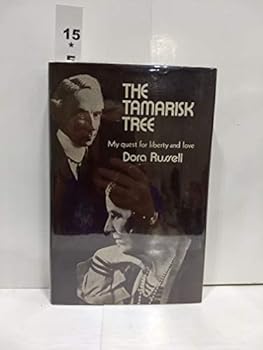 15
*
THE
TAMARISK
TREE
My quest for liberty and love
Dora Russell